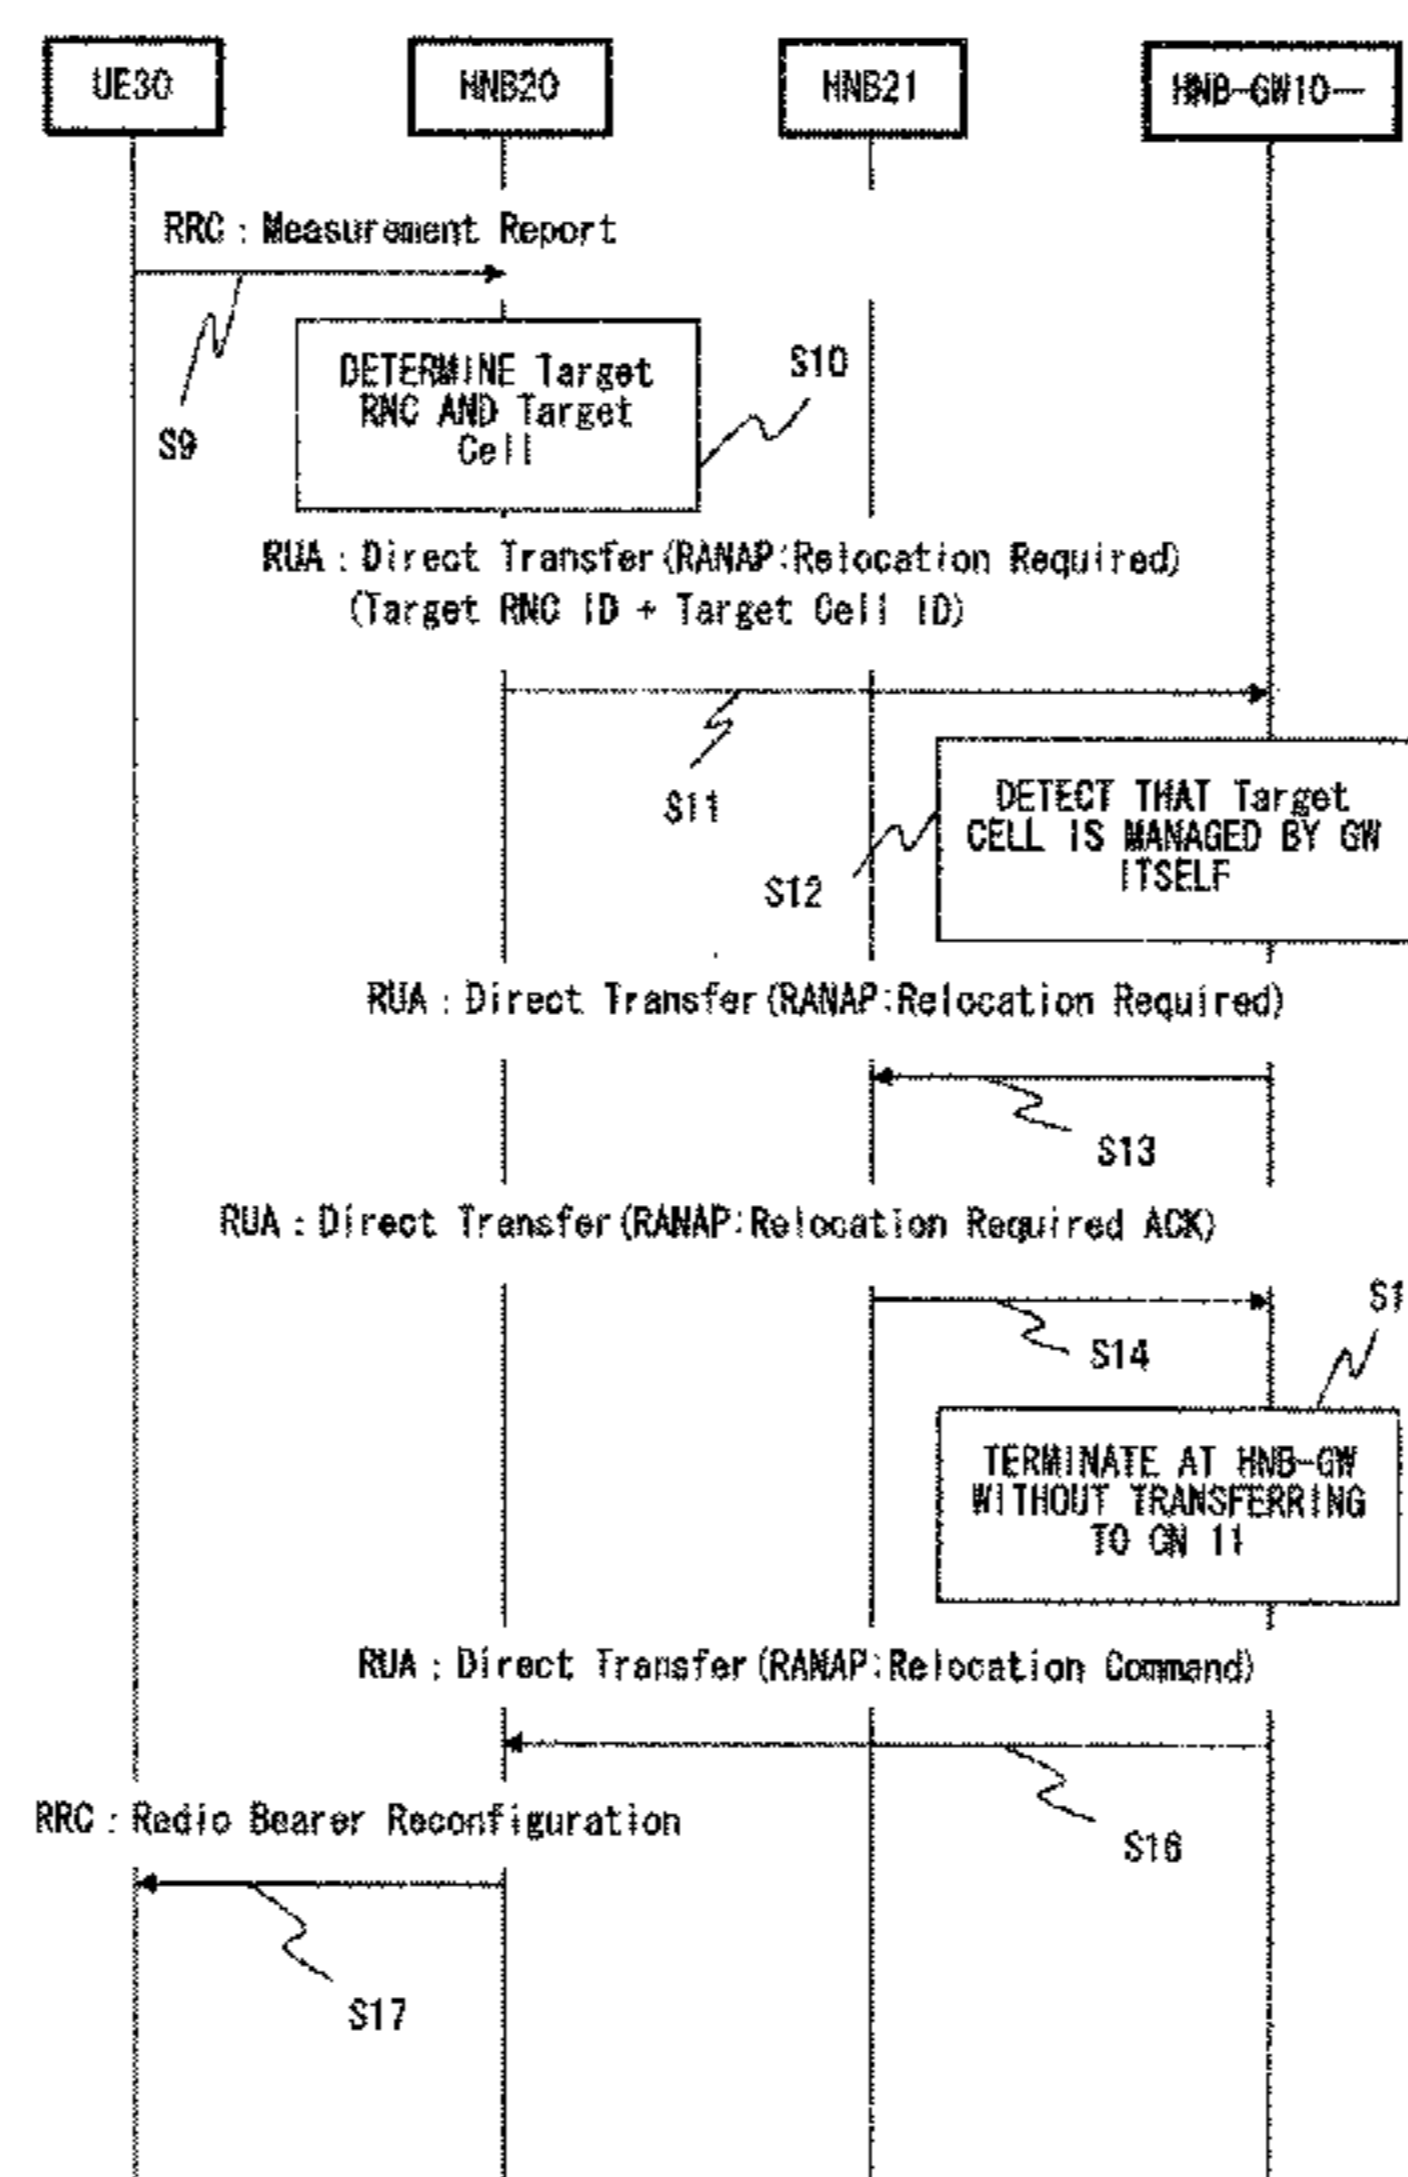 UE30
HNB20
HNB21
HNB-GW10
RRC : Measurement Report
S9
DETERMINE Target
RNC AND Target
Cell
S10
RUA : Direct Transfer(RANAP:Relocation Required)
(Target RNC ID + Target Cell ID)
S11
DETECT THAT Target
CELL IS MANAGED BY GW
ITSELF
S12
RUA : Direct Transfer(RANAP:Relocation Required)
S13
RUA : Direct Transfer(RANAP:Relocation Required ACK)
S14
S1
TERMINATE AT HNB-GW
WITHOUT TRANSFERRING
TO CN 11
RUA : Direct Transfer(RANAP:Relocation Command)
S16
RRC : Redio Bearer Reconfiguration
S17